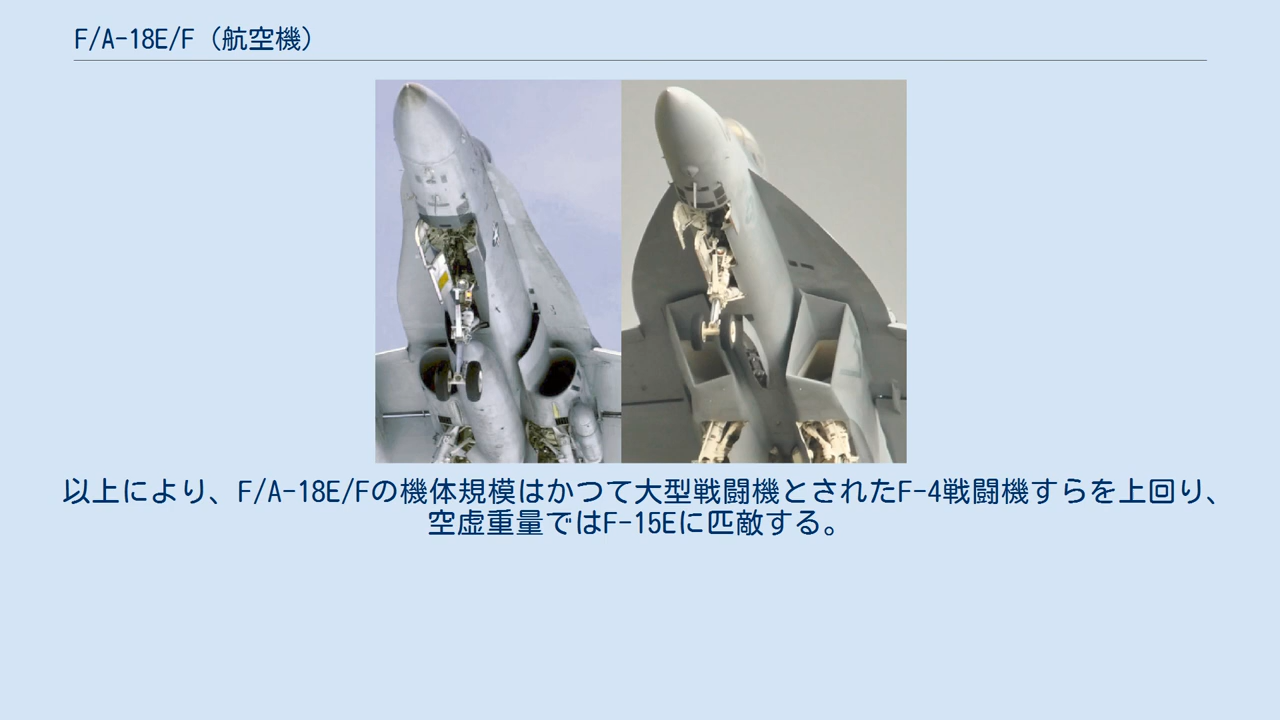 F/A-18E/F（航空機）
以上により、F/A-18E/Fの機体規模はかつて大型戦闘機とされたF-4戦闘機すらを上回り、
空虚重量ではF-15Eに匹敵する。